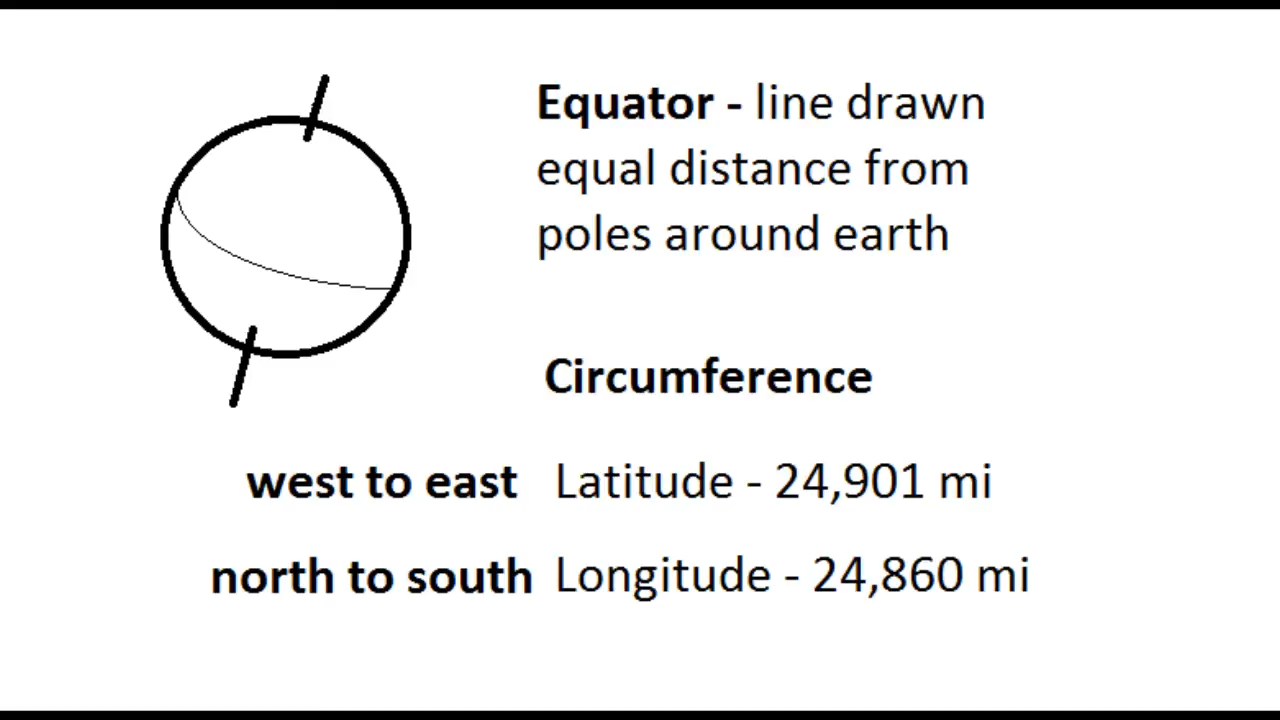 Equator - line drawn
equal distance from
poles around earth
Circumference
west to east Latitude - 24,901 mi
north to south Longitude - 24,860 mi